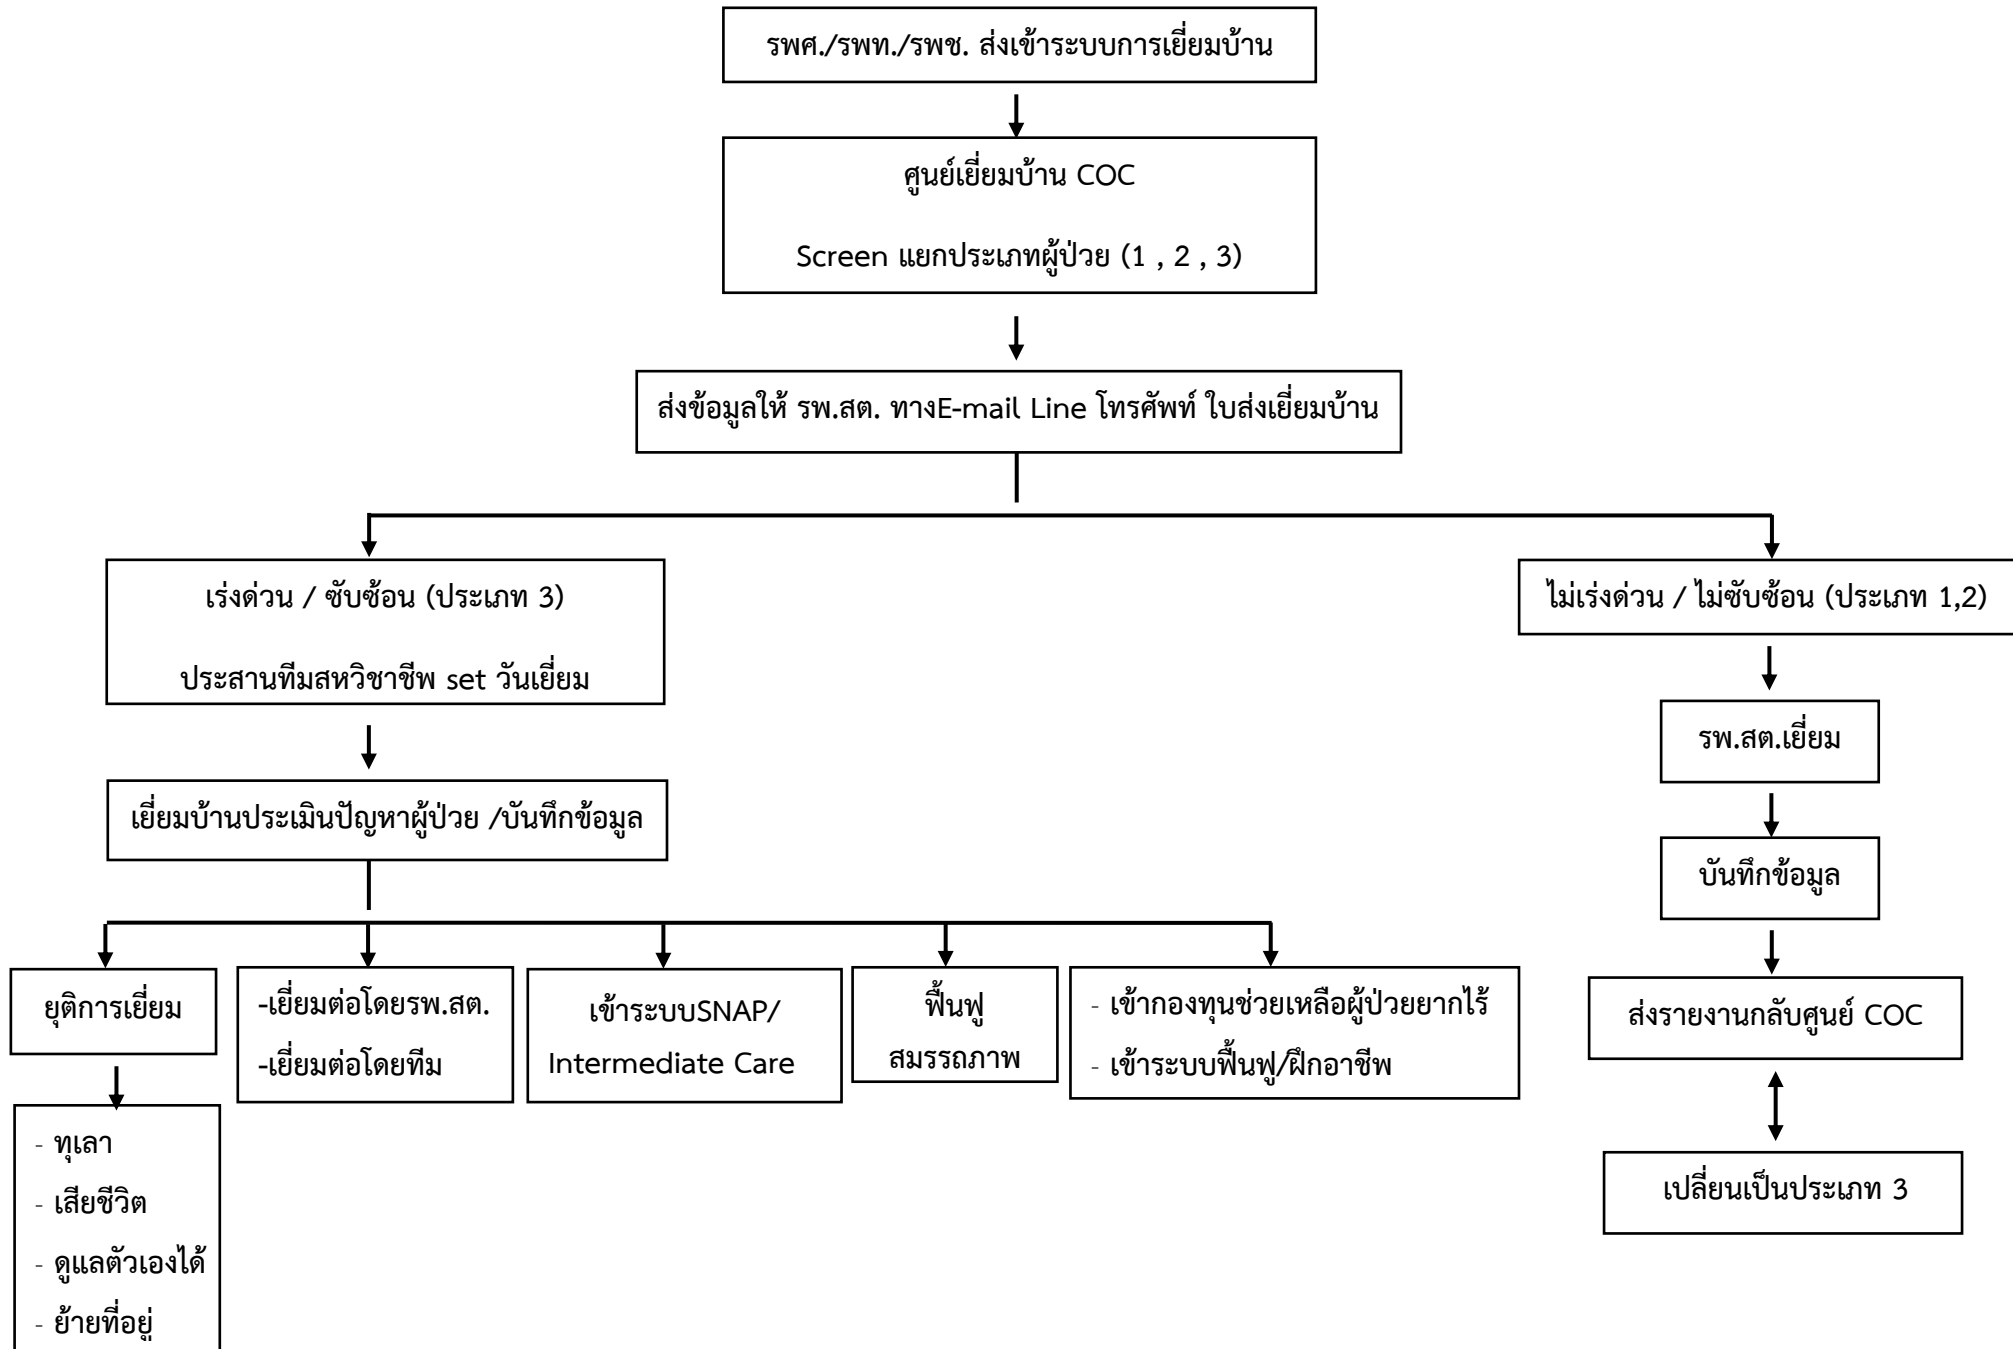 รพศ./รพท./รพช. ส่งเข้าระบบการเยี่ยมบ้าน
ศูนย์เยี่ยมบ้าน COC
Screen แยกประเภทผู้ป่วย (1 , 2 , 3)
ส่งข้อมูลให้ รพ.สต. ทางE-mail Line โทรศัพท์ ใบส่งเยี่ยมบ้าน
เร่งด่วน / ซับซ้อน (ประเภท 3)
ประสานทีมสหวิชาชีพ set วันเยี่ยม
ไม่เร่งด่วน / ไม่ซับซ้อน (ประเภท 1,2)
รพ.สต.เยี่ยม
เยี่ยมบ้านประเมินปัญหาผู้ป่วย /บันทึกข้อมูล
บันทึกข้อมูล
ยุติการเยี่ยม
-เยี่ยมต่อโดยรพ.สต.
-เยี่ยมต่อโดยทีม
เข้าระบบSNAP/
Intermediate Care
ฟื้นฟู
สมรรถภาพ
- เข้ากองทุนช่วยเหลือผู้ป่วยยากไร้
- เข้าระบบฟื้นฟู/ฝึกอาชีพ
ส่งรายงานกลับศูนย์ COC
- ทุเลา
- เสียชีวิต
- ดูแลตัวเองได้
- ย้ายที่อยู่
เปลี่ยนเป็นประเภท 3